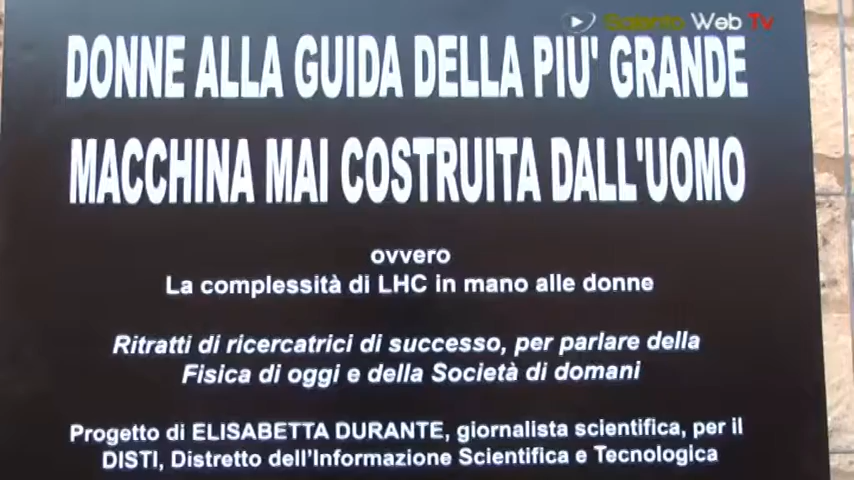 Salento Web Tv
DONNE ALLA GUIDA DELLA PIU' GRANDE
MACCHINA MAI COSTRUITA DALL'UOMO
ovvero
La complessità di LHC in mano alle donne
Ritratti di ricercatrici di successo, per parlare della
Fisica di oggi e della Società di domani
Progetto di ELISABETTA DURANTE, giornalista scientifica, per il
DISTI, Distretto dell'Informazione Scientifica e Tecnologica